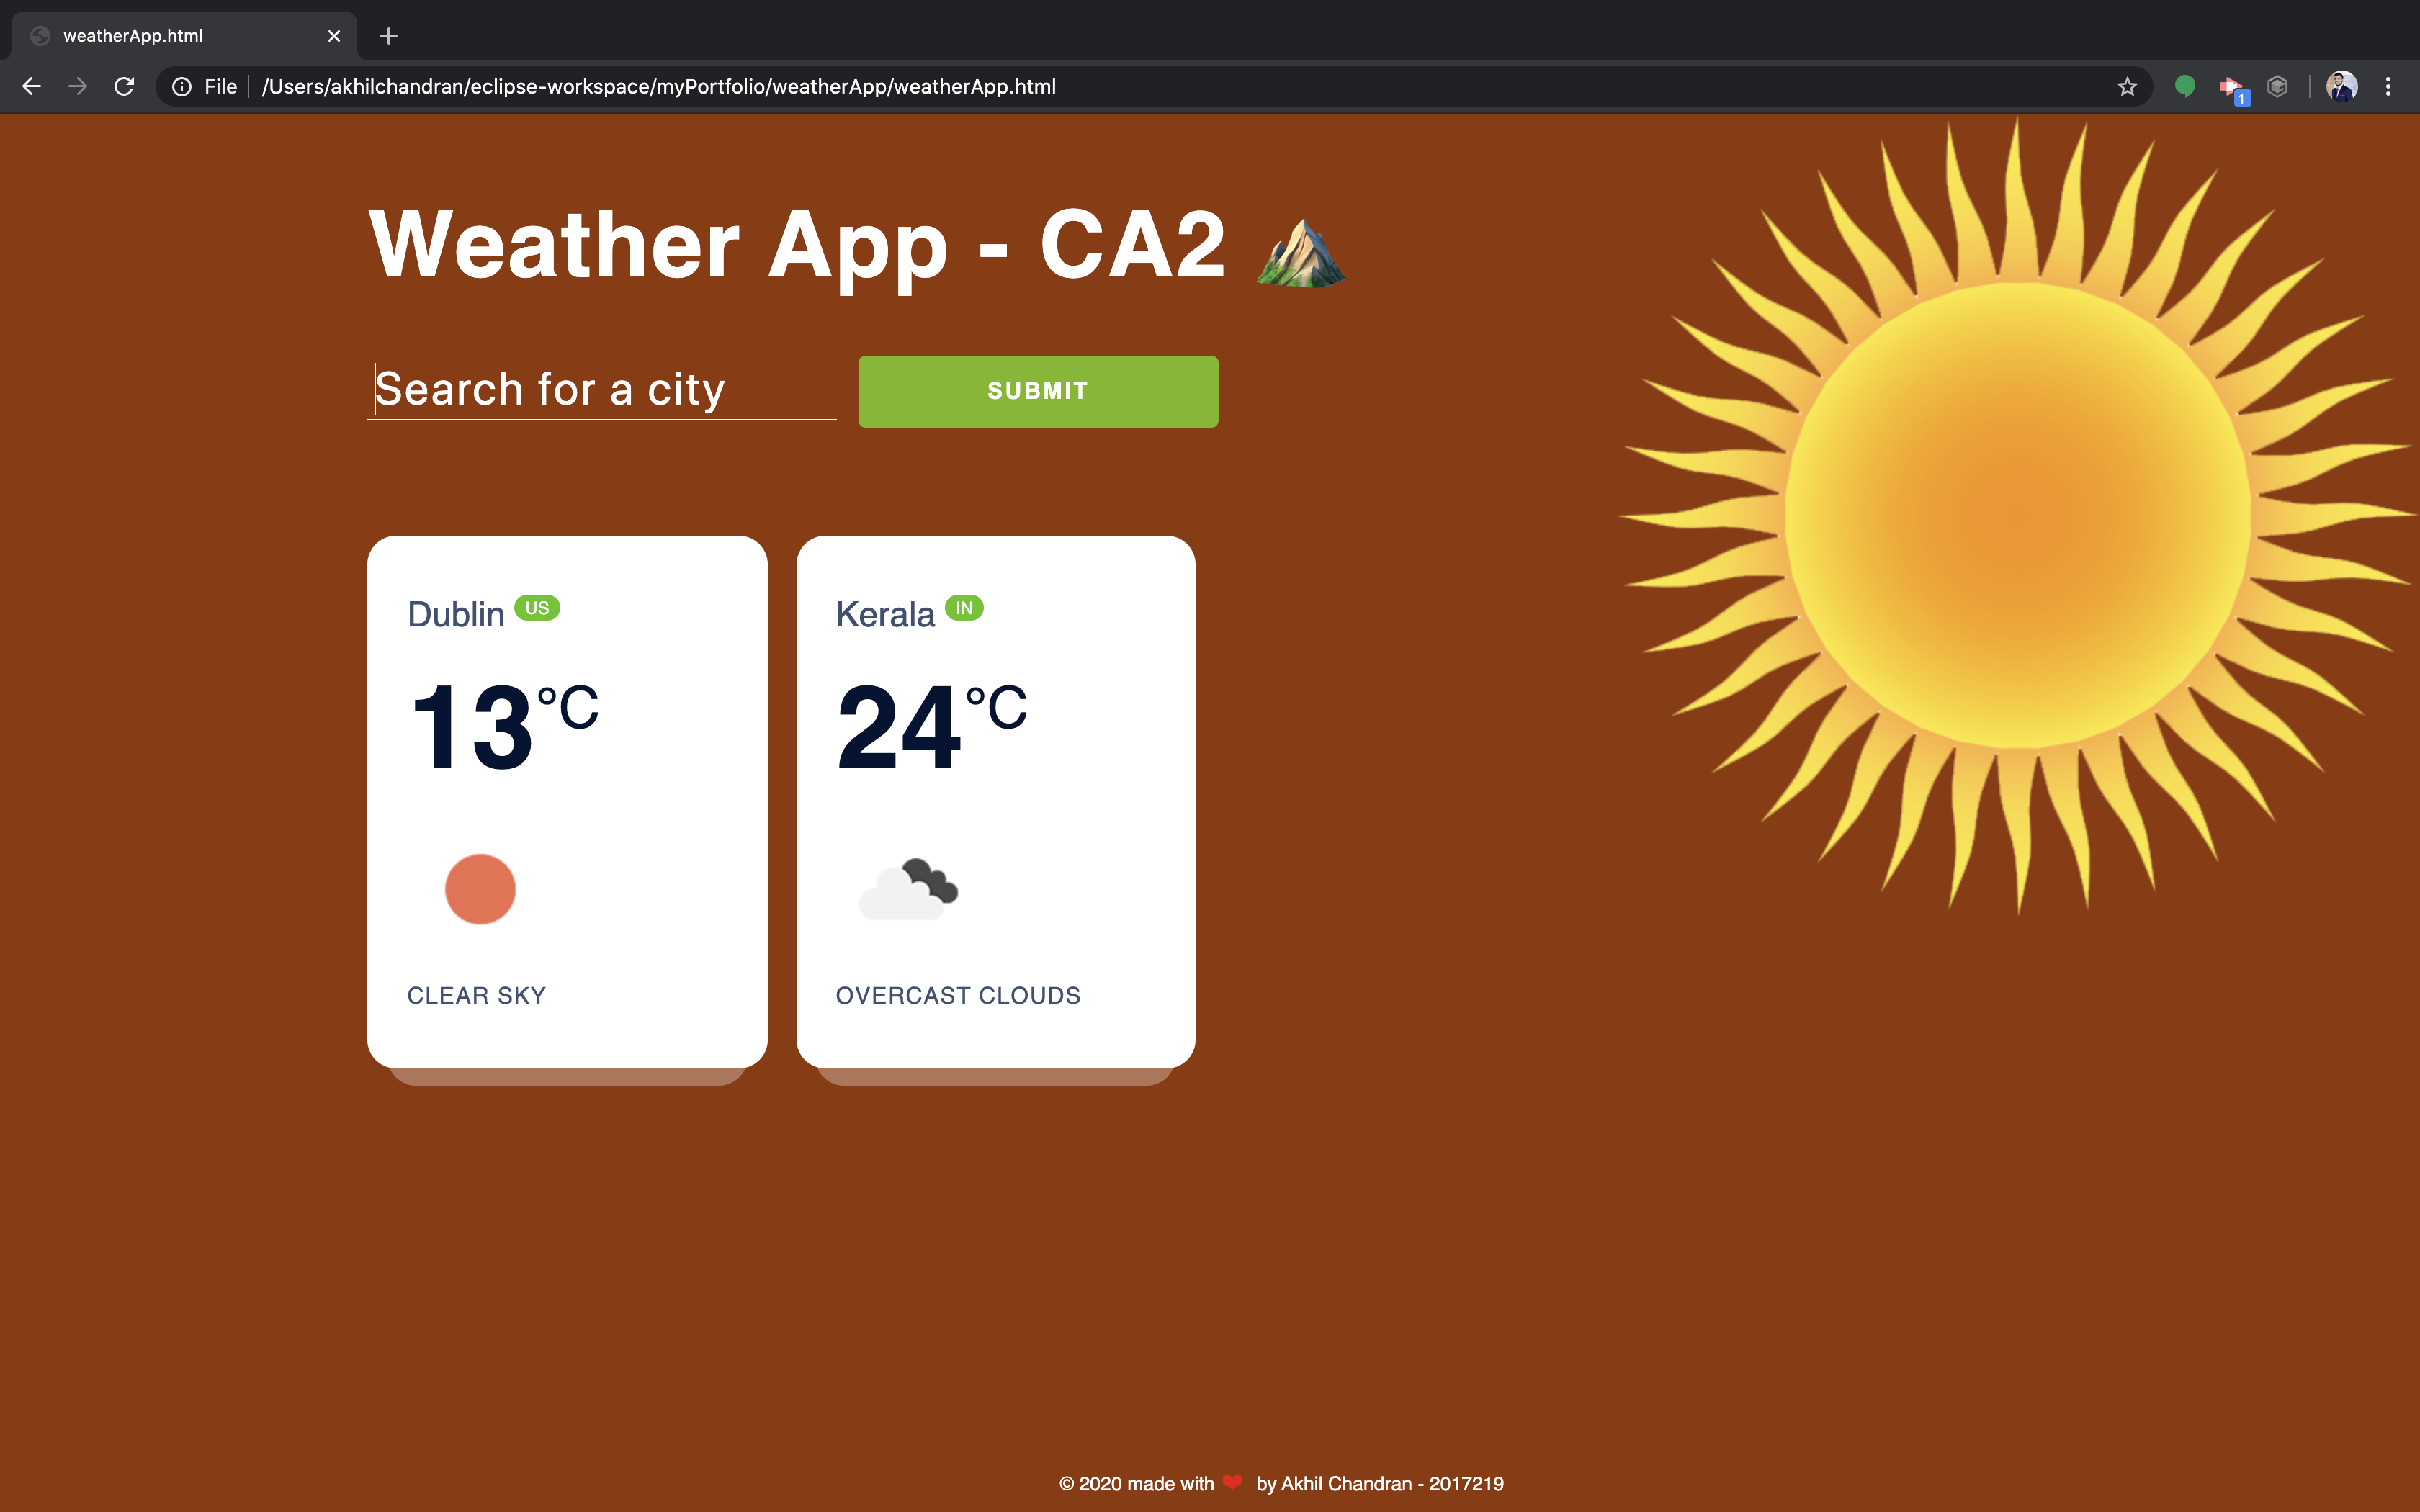 weatherApp.html
File /Users/akhilchandran/eclipse-workspace/myPortfolio/weatherApp/weatherApp.html
1
Weather App - CA2
Search for a city
SUBMIT
Dublin US
13°C
CLEAR SKY
Kerala IN
24°C
OVERCAST CLOUDS
© 2020 made with ❤ by Akhil Chandran - 2017219